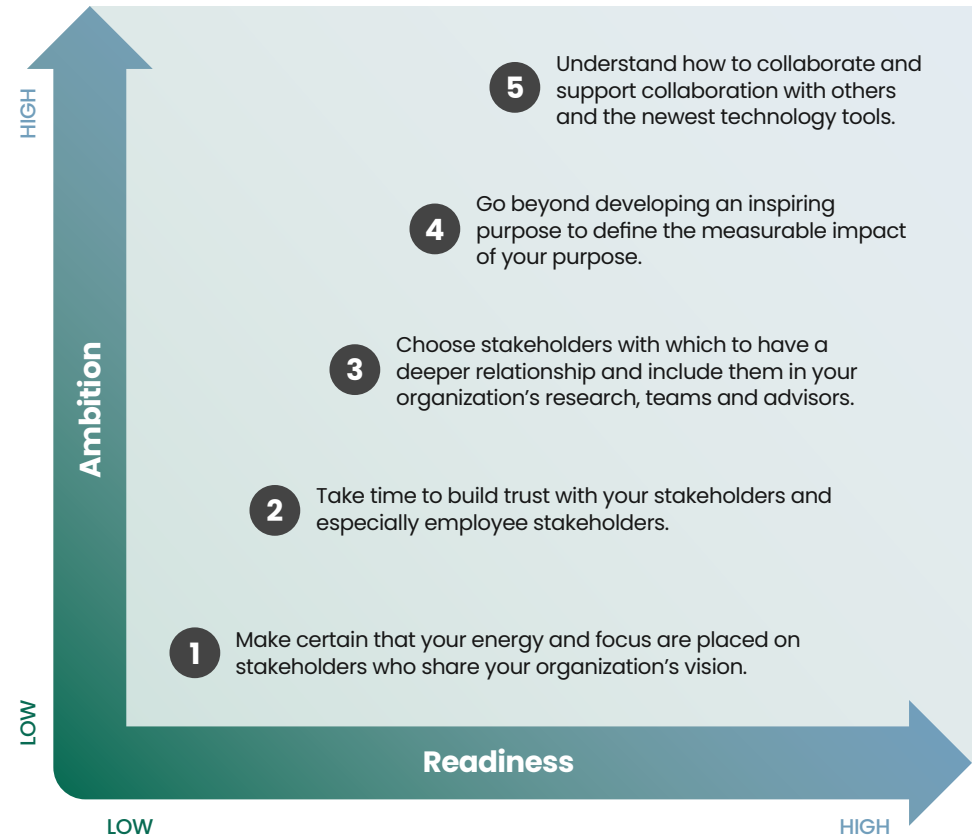 HIGH
5
Understand how to collaborate and
support collaboration with others
and the newest technology tools.
4
Go beyond developing an inspiring
purpose to define the measurable impact
of your purpose.
Ambition
3
Choose stakeholders with which to have a
deeper relationship and include them in your
organization’s research, teams and advisors.
2
Take time to build trust with your stakeholders and
especially employee stakeholders.
1
Make certain that your energy and focus are placed on
stakeholders who share your organization’s vision.
LOW
Readiness
LOW
HIGH